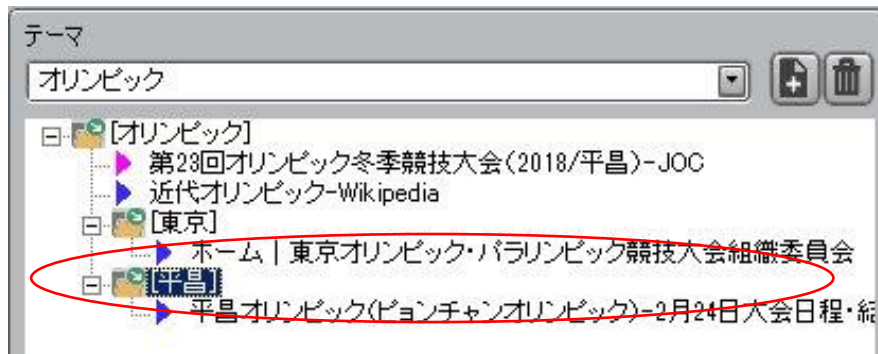 テーマ
オリンピック
[オリンピック]
第23回オリンピック冬季競技大会(2018/平昌)-JOC
近代オリンピック-Wikipedia
[東京]
ホーム | 東京オリンピック・パラリンピック競技大会組織委員会
[平昌]
平昌オリンピック(ピョンチャンオリンピック)-2月24日大会日程・結